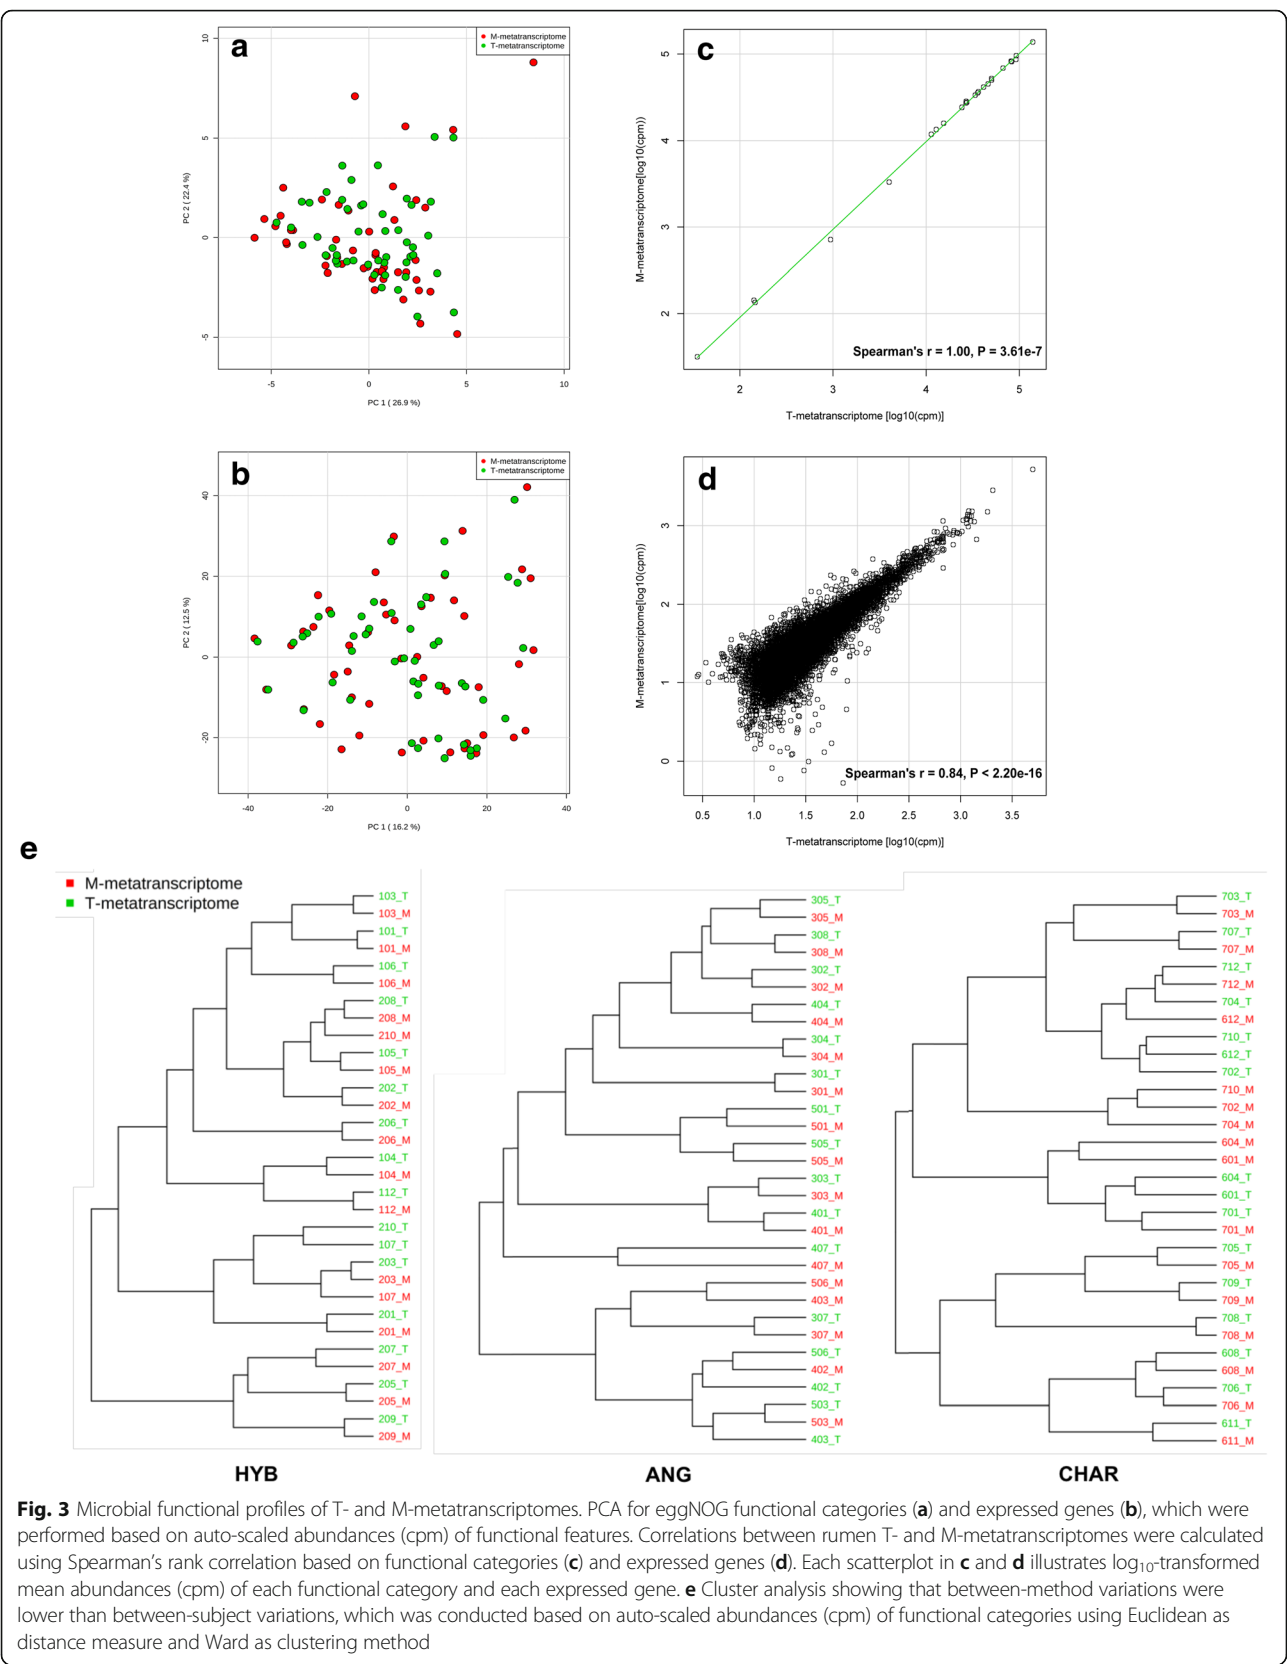 a
M-metatranscriptome
T-metatranscriptome
10
5
0
-5
PC 2 ( 22.4 %)
-5
0
5
10
PC 1 ( 26.9 %)
c
5
4
3
2
M-metatranscriptome[log10(cpm))
Spearman's r = 1.00, P = 3.61e-7
2
3
4
5
T-metatranscriptome [log10(cpm)]
b
M-metatranscriptome
T-metatranscriptome
40
20
0
-20
PC 2 ( 12.5 %)
-40
-20
0
20
40
PC 1 ( 16.2 %)
d
3
2
1
0
M-metatranscriptome[log10(cpm))
Spearman's r = 0.84, P < 2.20e-16
0.5
1.0
1.5
2.0
2.5
3.0
3.5
T-metatranscriptome [log10(cpm)]
e
M-metatranscriptome
T-metatranscriptome
103_T
103_M
101_T
101_M
106_T
106_M
208_T
208_M
210_M
105_T
105_M
202_T
202_M
206_T
206_M
104_T
104_M
112_T
112_M
210_T
107_T
203_T
203_M
107_M
201_T
201_M
207_T
207_M
205_T
205_M
209_T
209_M
HYB
305_T
305_M
308_T
308_M
302_T
302_M
404_T
404_M
304_T
304_M
301_T
301_M
501_T
501_M
505_T
505_M
303_T
303_M
401_T
401_M
407_T
407_M
506_M
403_M
307_T
307_M
506_T
402_M
402_T
503_T
503_M
403_T
ANG
703_T
703_M
707_T
707_M
712_T
712_M
704_T
612_M
710_T
612_T
702_T
710_M
702_M
704_M
604_M
601_M
604_T
601_T
701_T
701_M
705_T
705_M
709_T
709_M
708_T
708_M
608_T
608_M
706_T
706_M
611_T
611_M
CHAR
Fig. 3 Microbial functional profiles of T- and M-metatranscriptomes. PCA for eggNOG functional categories (a) and expressed genes (b), which were
performed based on auto-scaled abundances (cpm) of functional features. Correlations between rumen T- and M-metatranscriptomes were calculated
using Spearman's rank correlation based on functional categories (c) and expressed genes (d). Each scatterplot in c and d illustrates log10-transformed
mean abundances (cpm) of each functional category and each expressed gene. e Cluster analysis showing that between-method variations were
lower than between-subject variations, which was conducted based on auto-scaled abundances (cpm) of functional categories using Euclidean as
distance measure and Ward as clustering method